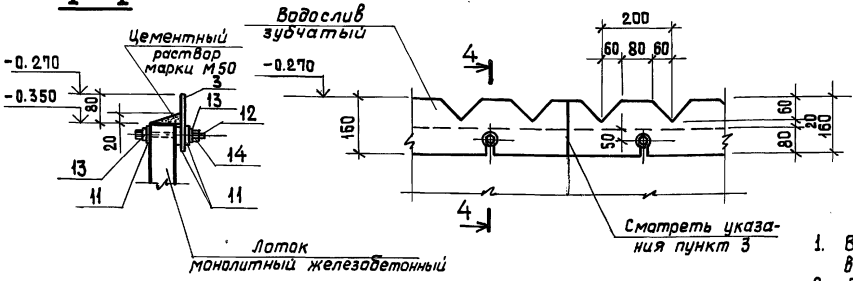 Цементный
раствор
марки М50
-0.270
-0.350
80
20
3
13
12
14
13
11
11
Лоток
монолитный железобетонный
Водослив
зубчатый
-0.270
4
160
4
200
60 80 60
50
60
20
80
160
Смотреть указа-
ния пункт 3
1. В
в